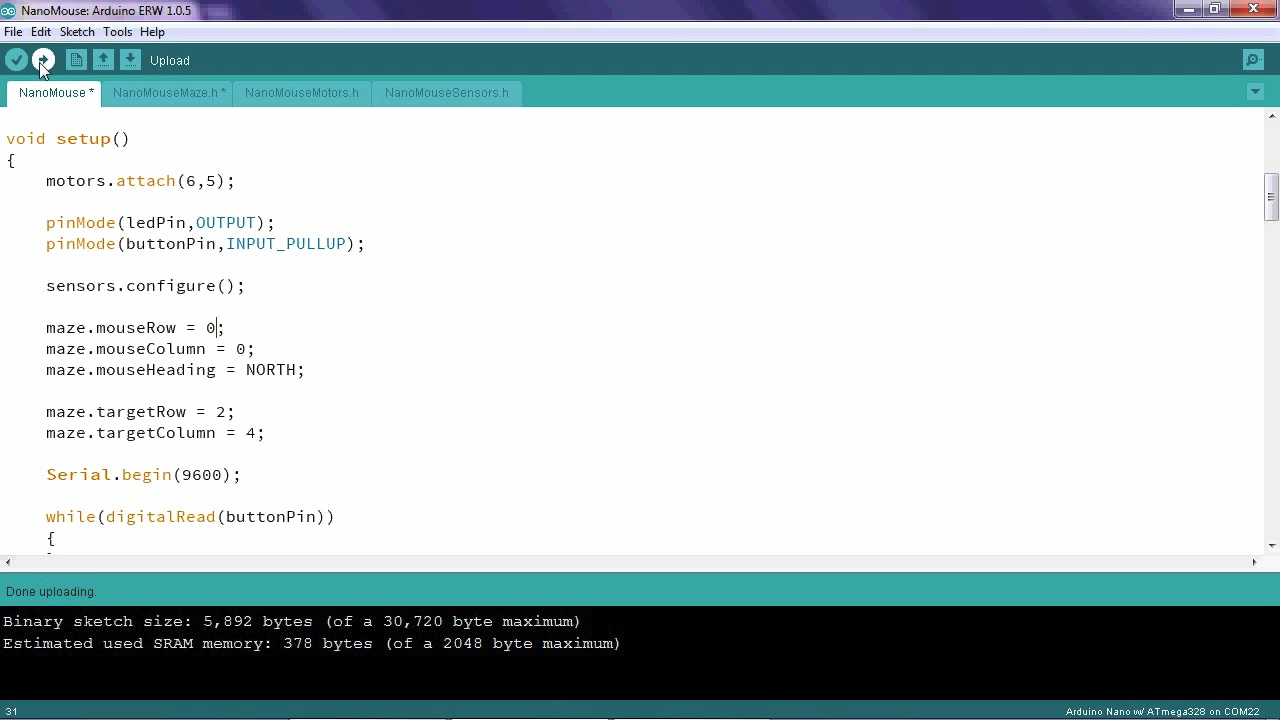 NanoMouse: Arduino ERW 1.0.5
File Edit Sketch Tools Help
Upload
NanoMouse * NanoMouseMaze.h * NanoMouseMotors.h NanoMouseSensors.h
void setup()
{
motors.attach(6,5);
pinMode(ledPin,OUTPUT);
pinMode(buttonPin,INPUT_PULLUP);
sensors.configure();
maze.mouseRow = 0;
maze.mouseColumn = 0;
maze.mouseHeading = NORTH;
maze.targetRow = 2;
maze.targetColumn = 4;
Serial.begin(9600);
while(digitalRead(buttonPin))
{
Done uploading.
Binary sketch size: 5,892 bytes (of a 30,720 byte maximum)
Estimated used SRAM memory: 378 bytes (of a 2048 byte maximum)
31 Arduino Nano w/ ATmega328 on COM22